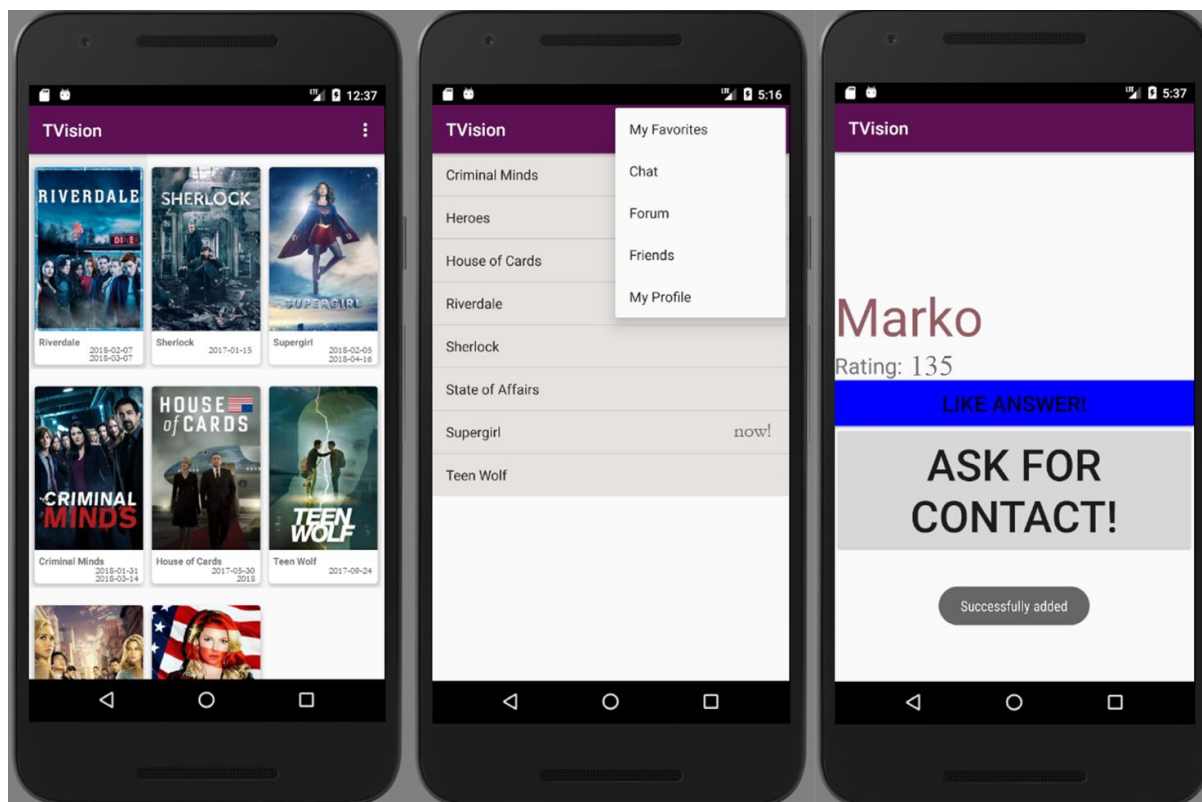 12:37
TVision
RIVERDALE
DINE
SHERLOCK
SUPERGIRL
Riverdale
2018-02-07
2018-03-07
Sherlock
2017-01-15
Supergirl
2018-02-05
2018-04-16
CRIMINAL
MINDS
HOUSE
of CARDS
TEEN
WOLF
Criminal Minds
2018-01-31
2018-03-14
House of Cards
2017-05-30
2018
Teen Wolf
2017-09-24
LTE 5:16
TVision
My Favorites
Chat
Forum
Friends
My Profile
Criminal Minds
Heroes
House of Cards
Riverdale
Sherlock
State of Affairs
Supergirl now!
Teen Wolf
LTE 5:37
TVision
Marko
Rating: 135
LIKE ANSWER!
ASK FOR
CONTACT!
Successfully added